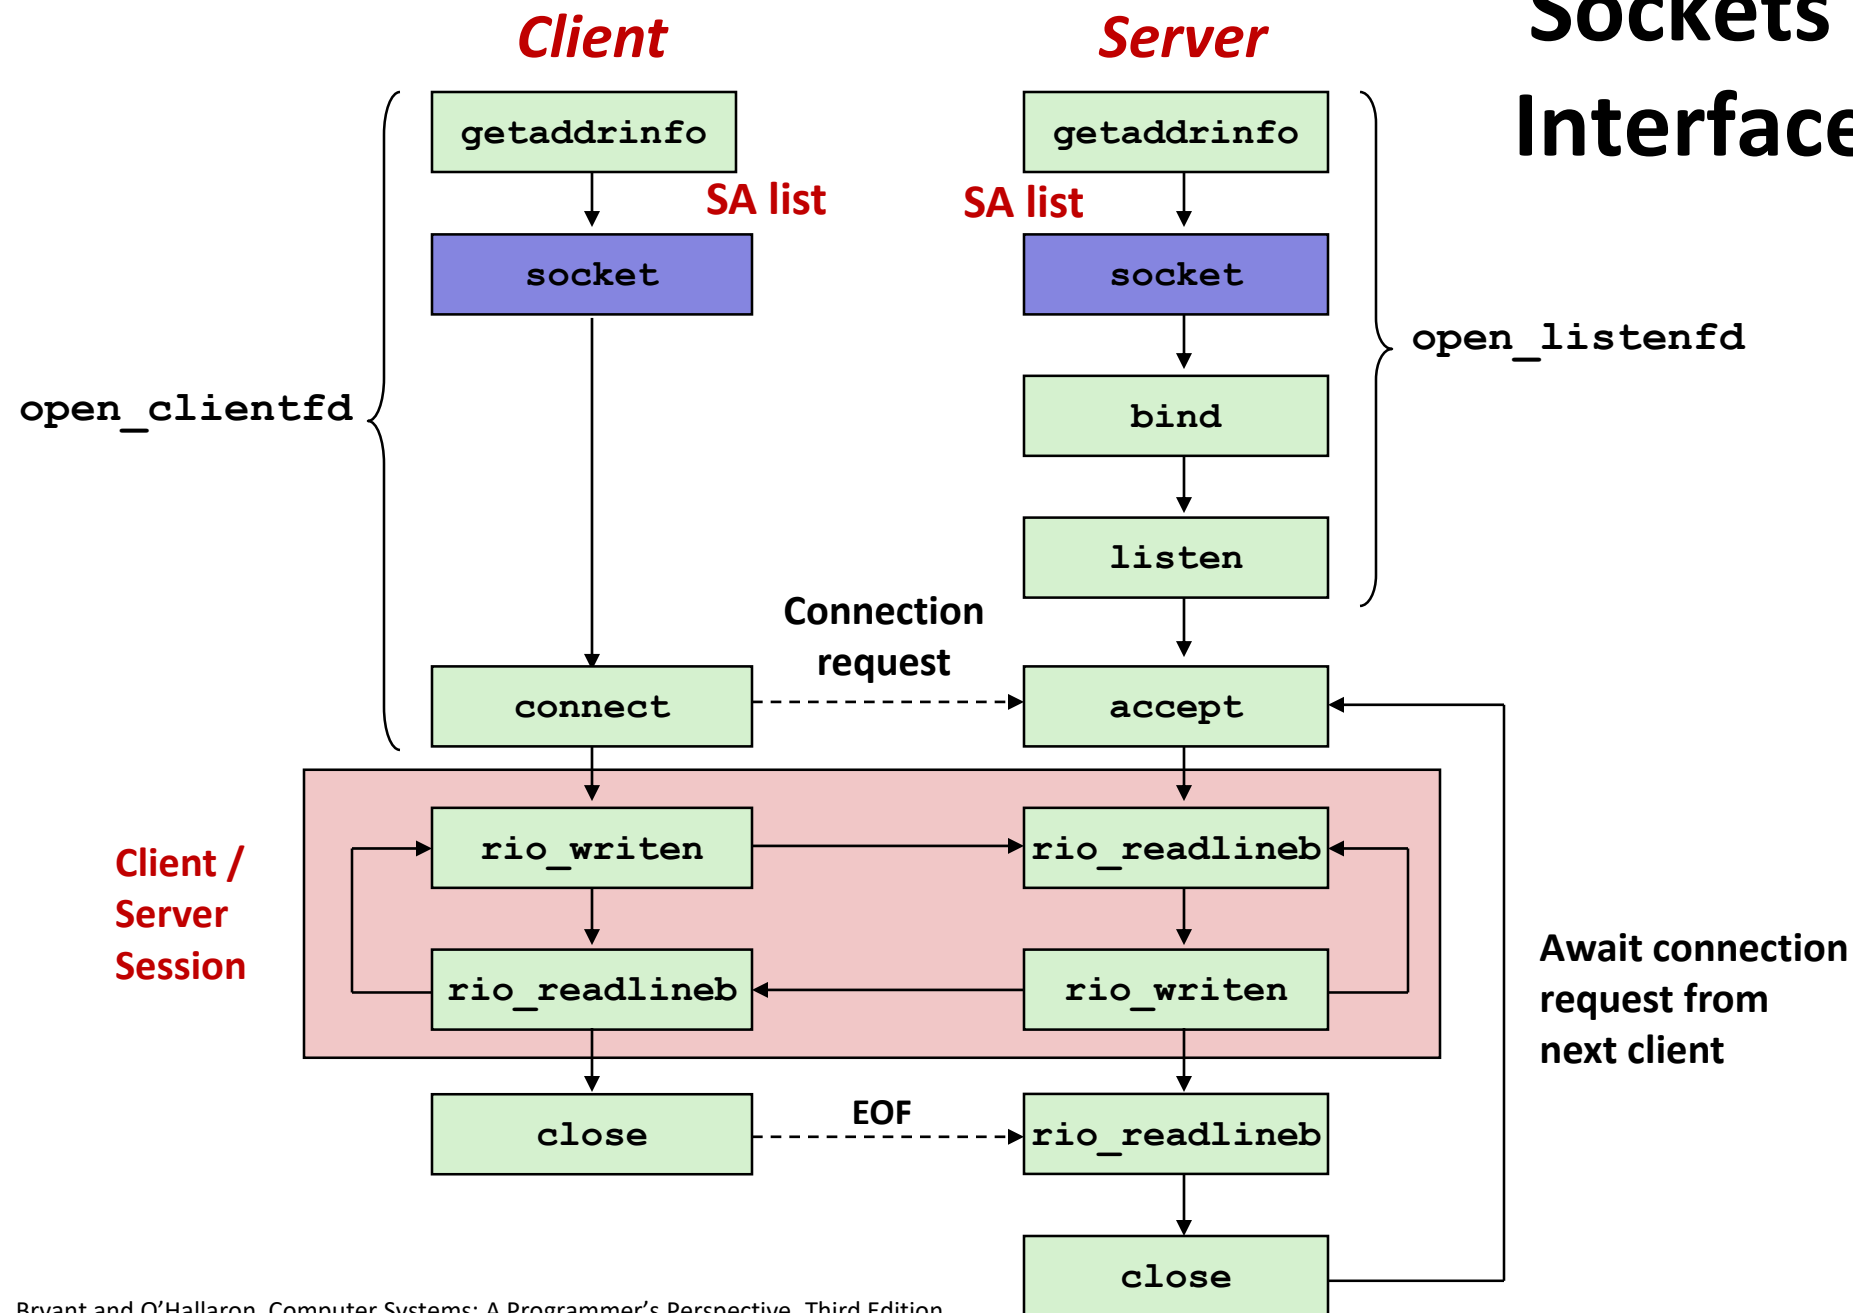 Sockets
Interface
Client
Server
getaddrinfo
getaddrinfo
SA list
SA list
socket
socket
open_listenfd
bind
open_clientfd
listen
Connection
request
connect
accept
Client /
Server
Session
rio_writen
rio_readlineb
rio_readlineb
rio_writen
Await connection
request from
next client
close
EOF
rio_readlineb
close
Bryant and O'Hallaron, Computer Systems: A Programmer's Perspective, Third Edition